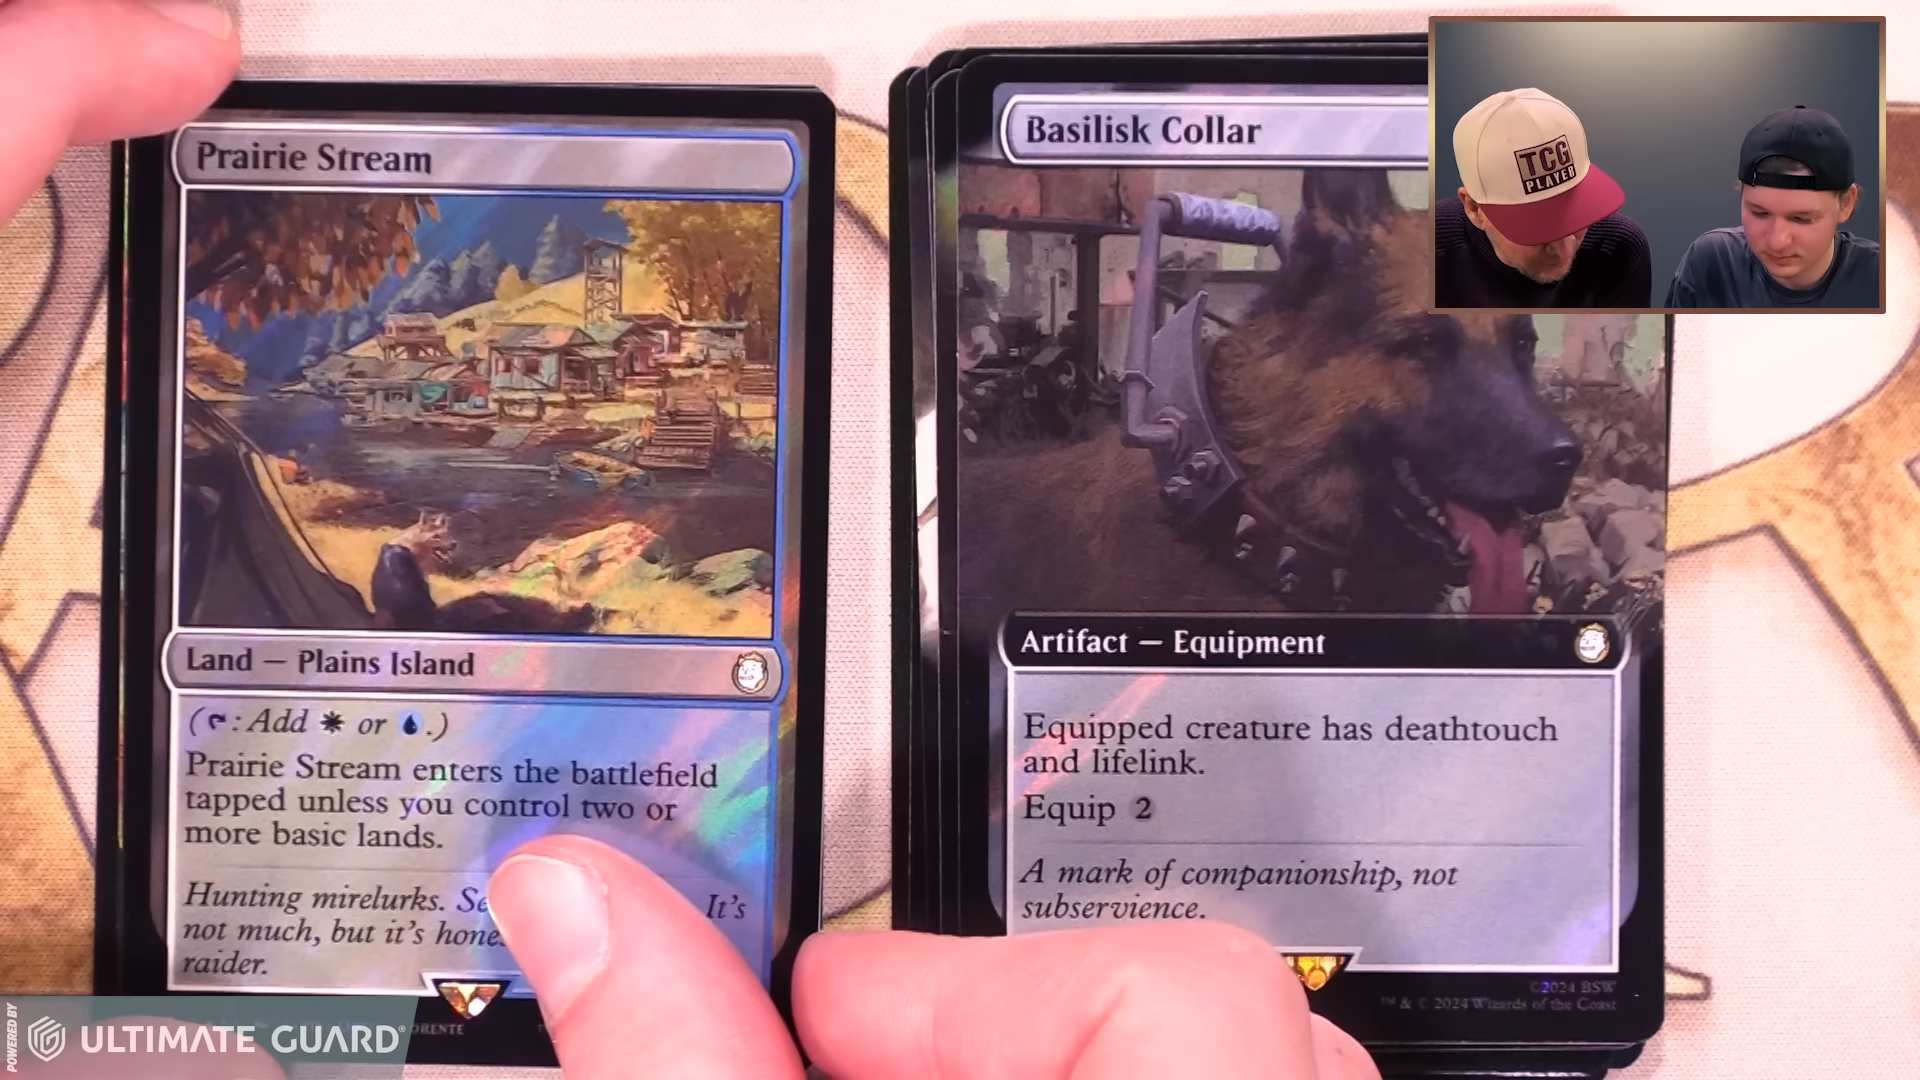 Prairie Stream
Land — Plains Island
( : Add or .)
Prairie Stream enters the battlefield
tapped unless you control two or
more basic lands.
Hunting mirelurks. It's
not much, but it's
raider.
Basilisk Collar
Artifact — Equipment
Equipped creature has deathtouch
and lifelink.
Equip 2
A mark of companionship, not
subservience.
©2024 BSW
™ & © 2024 Wizards of the Coast
TCG
PLAYER
POWERED BY
ULTIMATE GUARD®